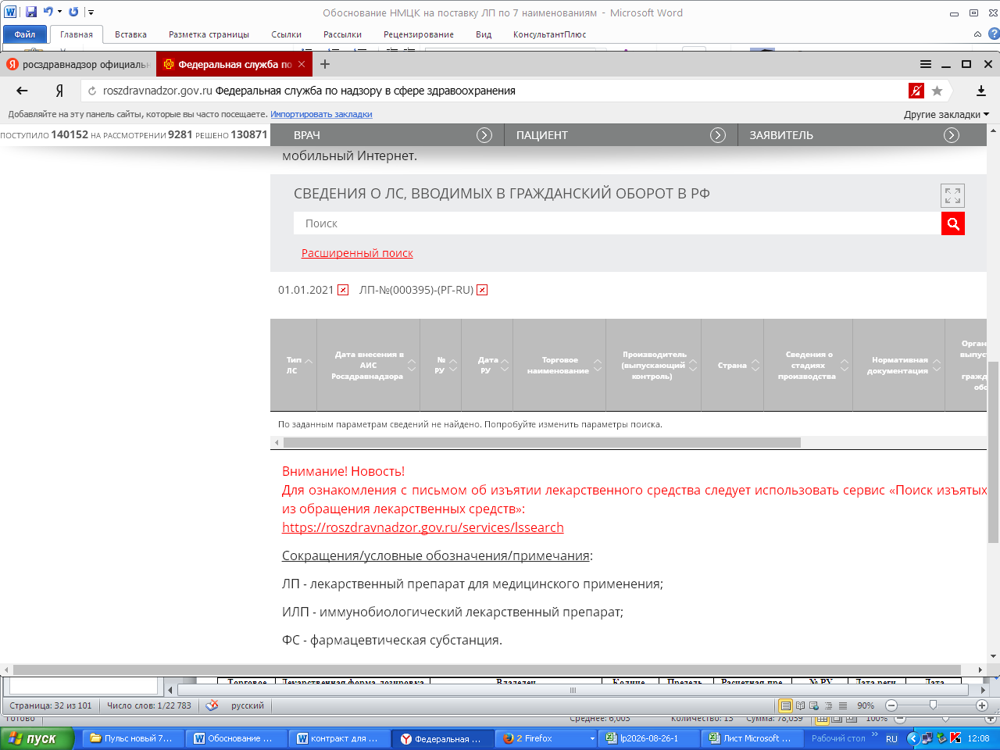 Обоснование НМЦК на поставку ЛП по 7 наименованиям - Microsoft Word
Файл Главная Вставка Разметка страницы Ссылки Рассылки Рецензирование Вид КонсультантПлюс
росздравнадзор официальн Федеральная служба по
roszdravnadzor.gov.ru Федеральная служба по надзору в сфере здравоохранения
Добавляйте на эту панель сайты, которые вы часто посещаете. Импортировать закладки Другие закладки
ПОСТУПИЛО 140152 НА РАССМОТРЕНИИ 9281 РЕШЕНО 130871 ВРАЧ ПАЦИЕНТ ЗАЯВИТЕЛЬ
мобильный Интернет.
СВЕДЕНИЯ О ЛС, ВВОДИМЫХ В ГРАЖДАНСКИЙ ОБОРОТ В РФ
Поиск
Расширенный поиск
01.01.2021 ЛП-№(000395)-(РГ-RU)
Тип ЛС
Дата внесения в АИС Росздравнадзора
№ РУ
Дата РУ
Торговое наименование
Производитель (выпускающий контроль)
Страна
Сведения о стадиях производства
Нормативная документация
По заданным параметрам сведений не найдено. Попробуйте изменить параметры поиска.
Внимание! Новость!
Для ознакомления с письмом об изъятии лекарственного средства следует использовать сервис «Поиск изъятых
из обращения лекарственных средств»:
https://roszdravnadzor.gov.ru/services/lssearch
Сокращения/условные обозначения/примечания:
ЛП - лекарственный препарат для медицинского применения;
ИЛП - иммунобиологический лекарственный препарат;
ФС - фармацевтическая субстанция.
Торговое Лекарственная форма, дозировка Владелец Количе Предель Расчетная пре № РУ Дата реги Дата
Страница: 32 из 101 Число слов: 1/22 783 русский 90%
Готово Среднее: 6,003 Количество: 13 Сумма: 78,039 100%
пуск Пульс новый 7... Обоснование ... контракт для ... Федеральная ... 2 Firefox lp2026-08-26-1 Лист Microsoft ... Рабочий стол » RU 12:08